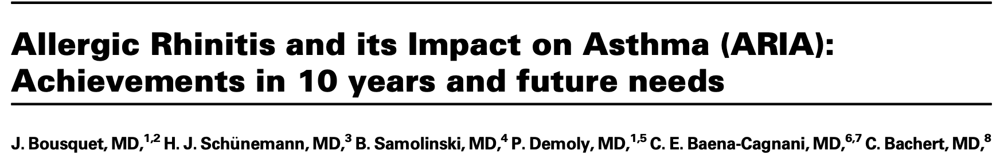 Allergic Rhinitis and its Impact on Asthma (ARIA):
Achievements in 10 years and future needs
J. Bousquet, MD,1,2 H. J. Schünemann, MD,3 B. Samolinski, MD,4 P. Demoly, MD,1,5 C. E. Baena-Cagnani, MD,6,7 C. Bachert, MD,8